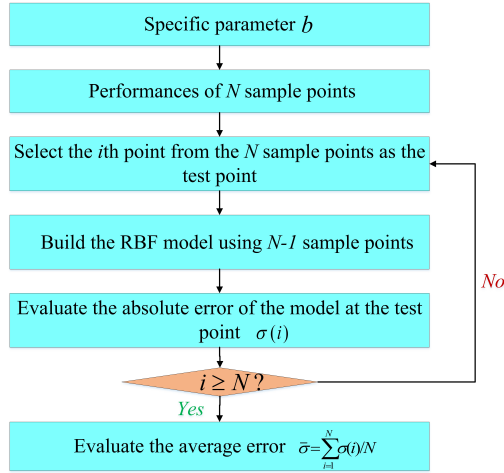 Specific parameter b
Performances of N sample points
Select the ith point from the N sample points as the
test point
Build the RBF model using N-1 sample points
Evaluate the absolute error of the model at the test
point σ(i)
No
i ≥ N?
Yes
Evaluate the average error σ̄=∑_{i=1}^{N}σ(i)/N